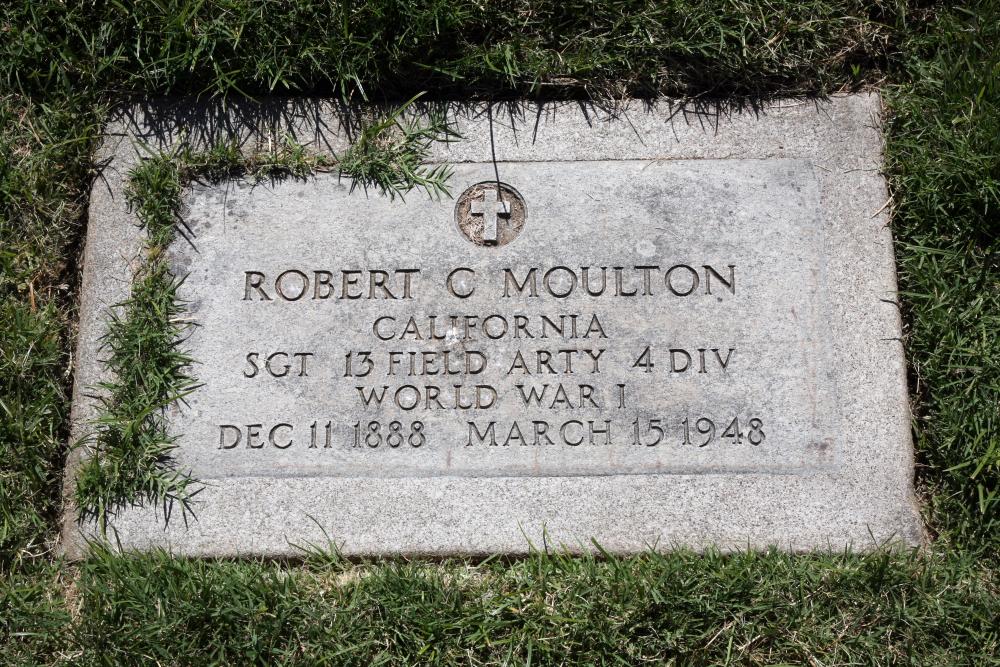 ROBERT C MOULTON
CALIFORNIA
SGT 13 FIELD ARTY 4 DIV
WORLD WAR I
DEC 11 1888 MARCH 15 1948